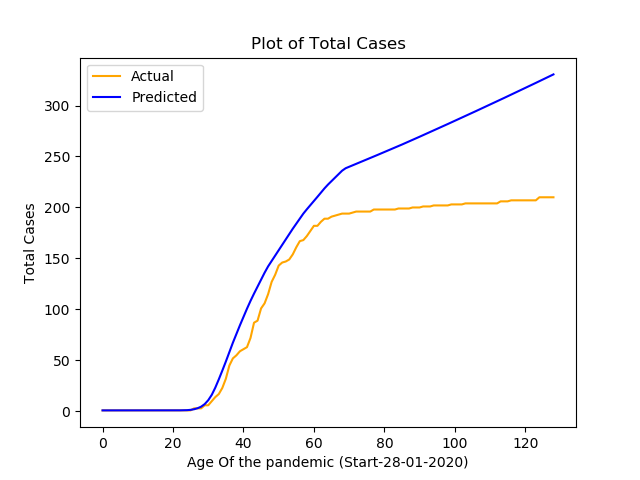 Plot of Total Cases
Actual
Predicted
300
250
200
150
100
50
0
Total Cases
0 20 40 60 80 100 120
Age Of the pandemic (Start-28-01-2020)